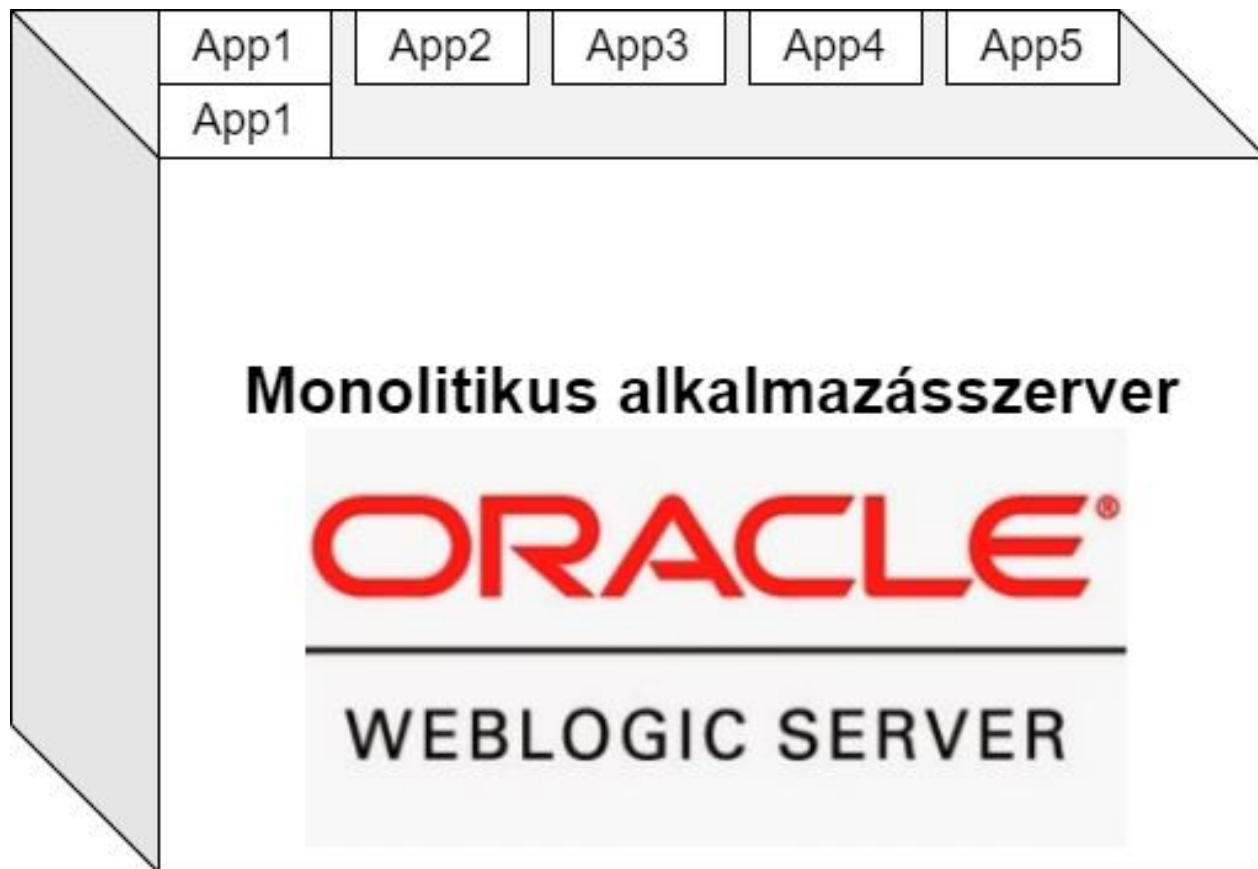 App1 App2 App3 App4 App5
App1
Monolitikus alkalmazásszerver
ORACLE®
WEBLOGIC SERVER